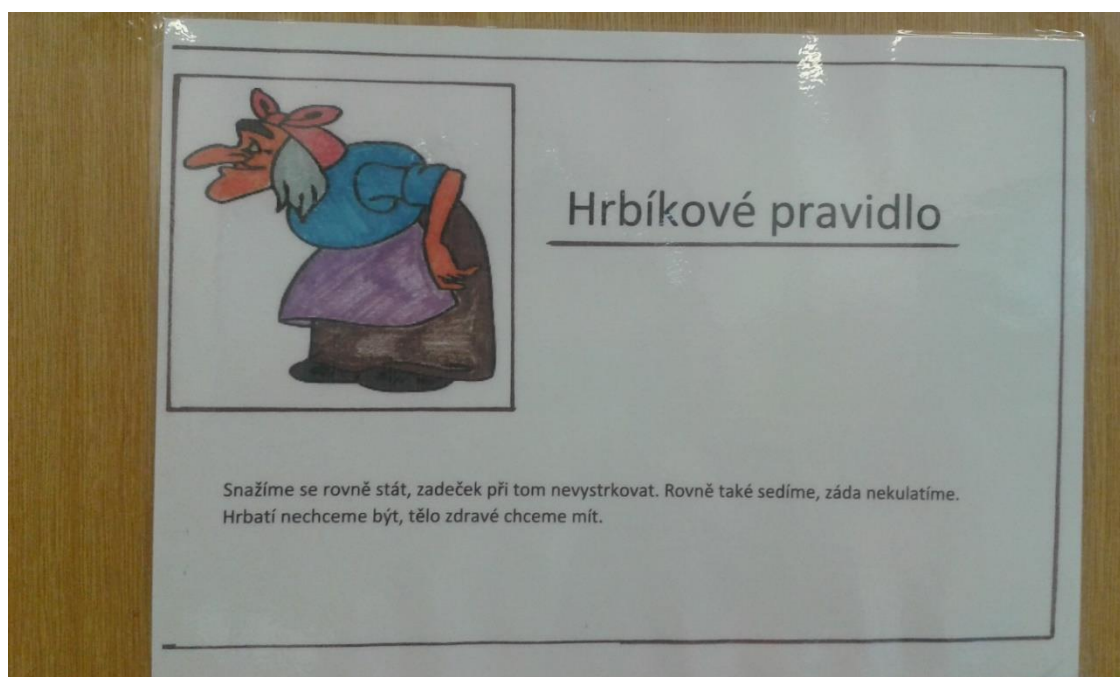 Hrbíkové pravidlo
Snažíme se rovně stát, zadeček při tom nevystrkovat. Rovně také sedíme, záda nekulatíme.
Hrbatí nechceme být, tělo zdravé chceme mít.